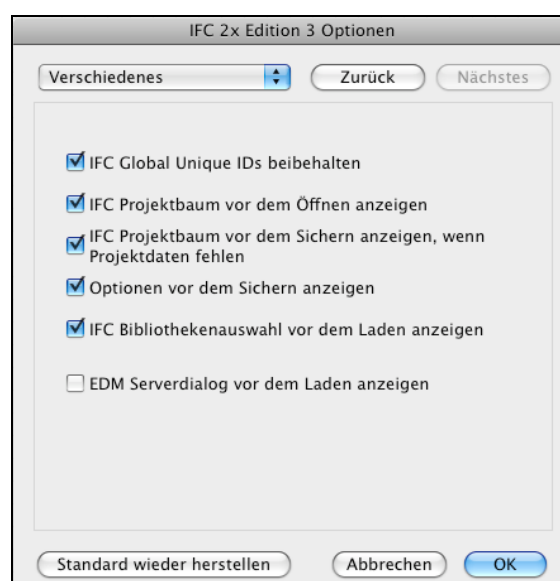 IFC 2x Edition 3 Optionen
Verschiedenes
Zurück
Nächstes
IFC Global Unique IDs beibehalten
IFC Projektbaum vor dem Öffnen anzeigen
IFC Projektbaum vor dem Sichern anzeigen, wenn
Projektdaten fehlen
Optionen vor dem Sichern anzeigen
IFC Bibliothekenauswahl vor dem Laden anzeigen
EDM Serverdialog vor dem Laden anzeigen
Standard wieder herstellen
Abbrechen
OK